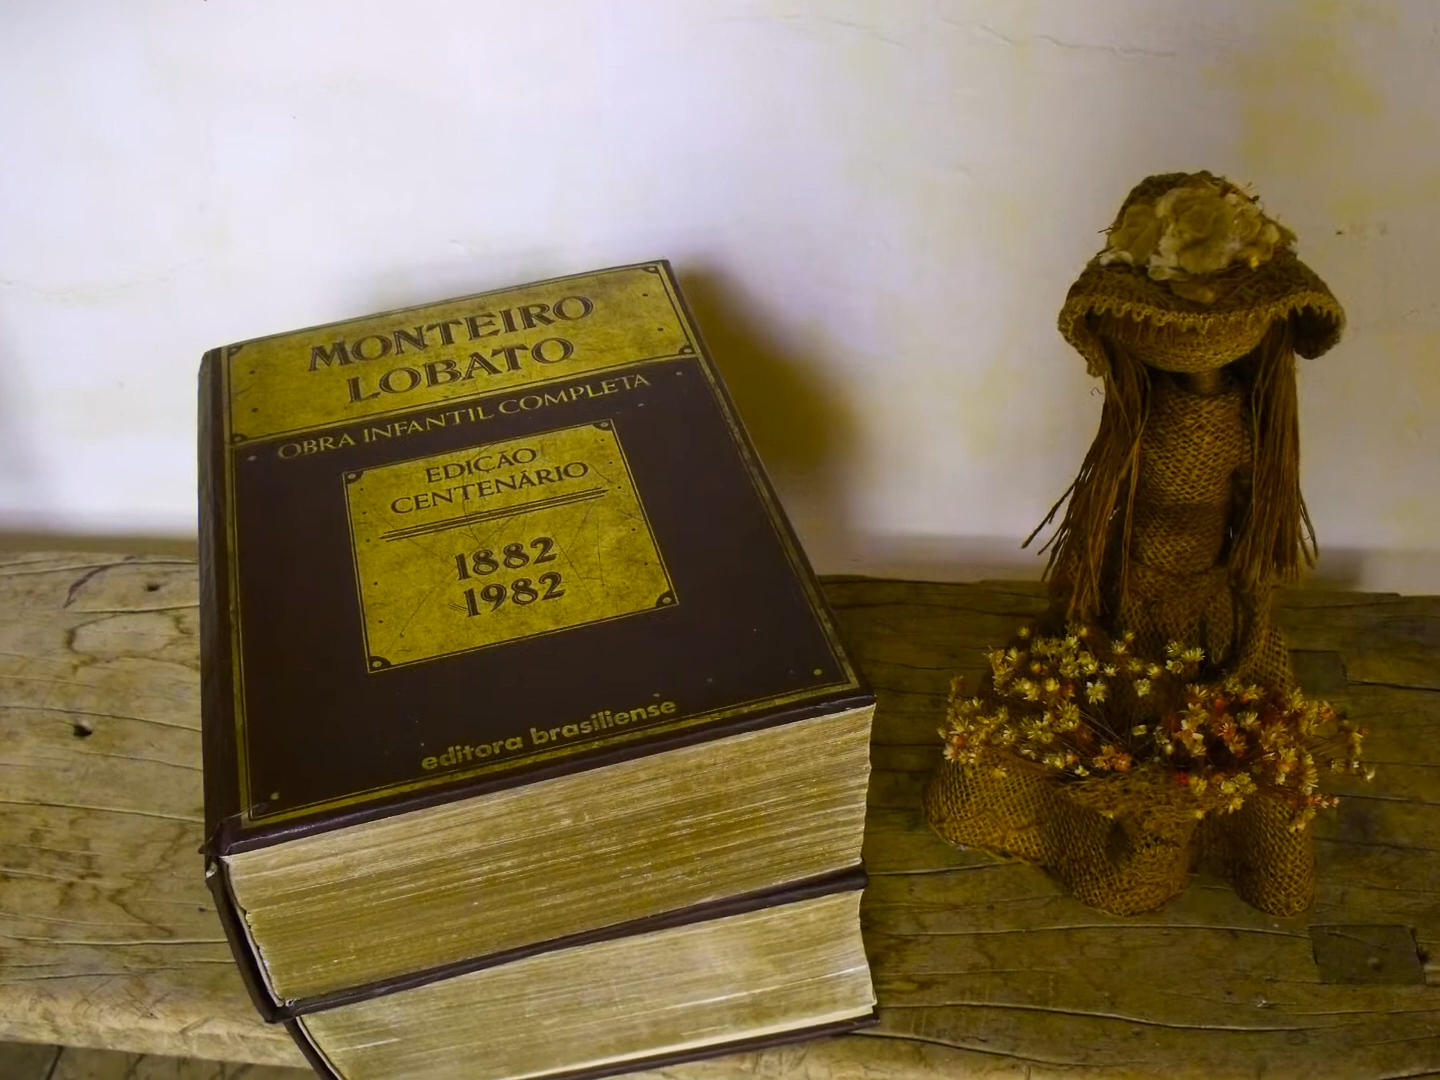 MONTEIRO
LOBATO
OBRA INFANTIL COMPLETA
EDIÇÃO
CENTENÁRIO
1882
1982
editora brasiliense